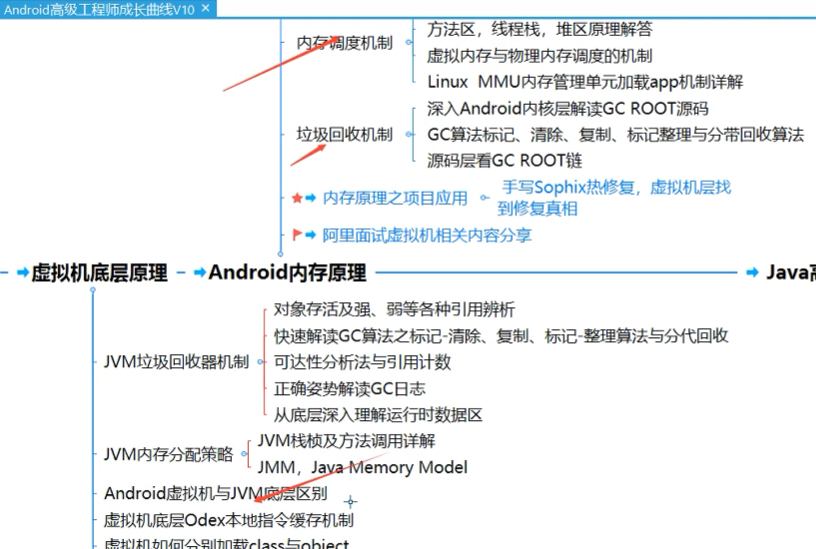 Android高级工程师成长曲线V10 ×
方法区，线程栈，堆区原理解答
内存调度机制
虚拟内存与物理内存调度的机制
Linux MMU内存管理单元加载app机制详解
深入Android内核层解读GC ROOT源码
垃圾回收机制
GC算法标记、清除、复制、标记整理与分带回收算法
源码层看GC ROOT链
内存原理之项目应用
手写Sophix热修复，虚拟机层找
到修复真相
阿里面试虚拟机相关内容分享
虚拟机底层原理
Android内存原理
Java高
对象存活及强、弱等各种引用辨析
快速解读GC算法之标记-清除、复制、标记-整理算法与分代回收
JVM垃圾回收器机制
可达性分析法与引用计数
正确姿势解读GC日志
从底层深入理解运行时数据区
JVM栈桢及方法调用详解
JVM内存分配策略
JMM，Java Memory Model
Android虚拟机与JVM底层区别
虚拟机底层Odex本地指令缓存机制
虚拟机如何分别加载class与object